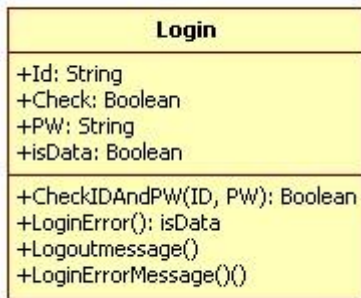 Login
+Id: String
+Check: Boolean
+PW: String
+isData: Boolean
+CheckIDAndPW(ID, PW): Boolean
+LoginError(): isData
+Logoutmessage()
+LoginErrorMessage()()